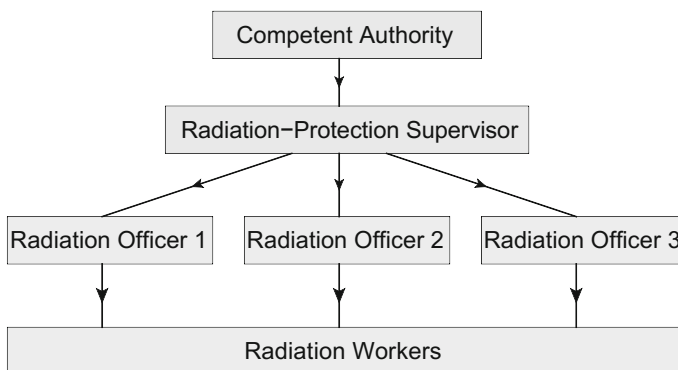 Competent Authority
Radiation−Protection Supervisor
Radiation Officer 1
Radiation Officer 2
Radiation Officer 3
Radiation Workers